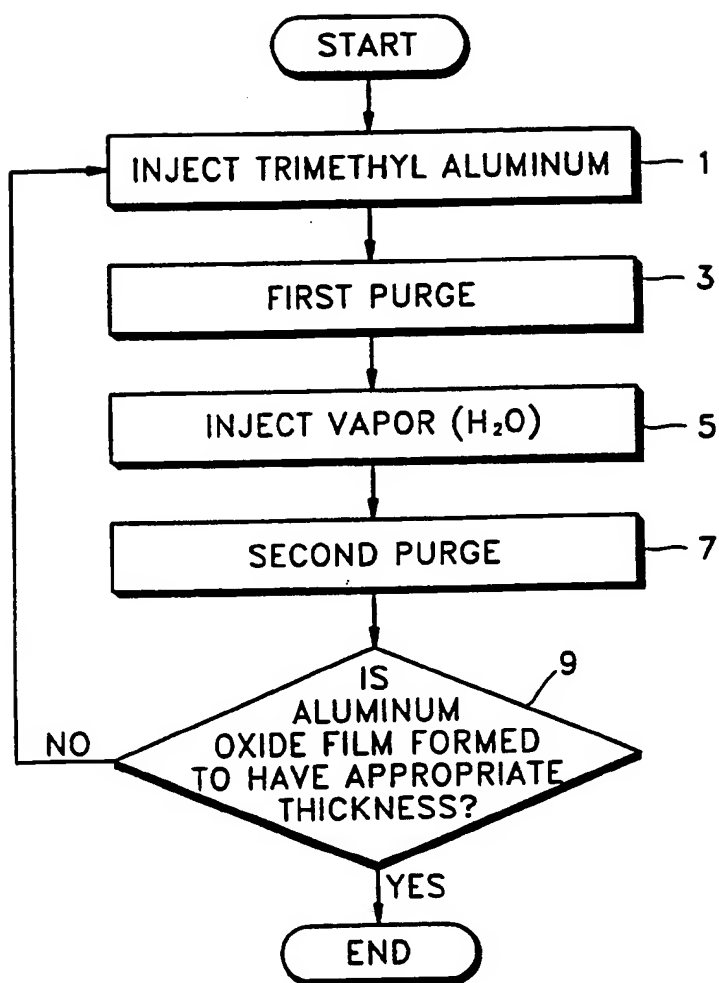 START
INJECT TRIMETHYL ALUMINUM
1
FIRST PURGE
3
INJECT VAPOR (H₂O)
5
SECOND PURGE
7
9
IS
ALUMINUM
OXIDE FILM FORMED
TO HAVE APPROPRIATE
THICKNESS?
NO
YES
END